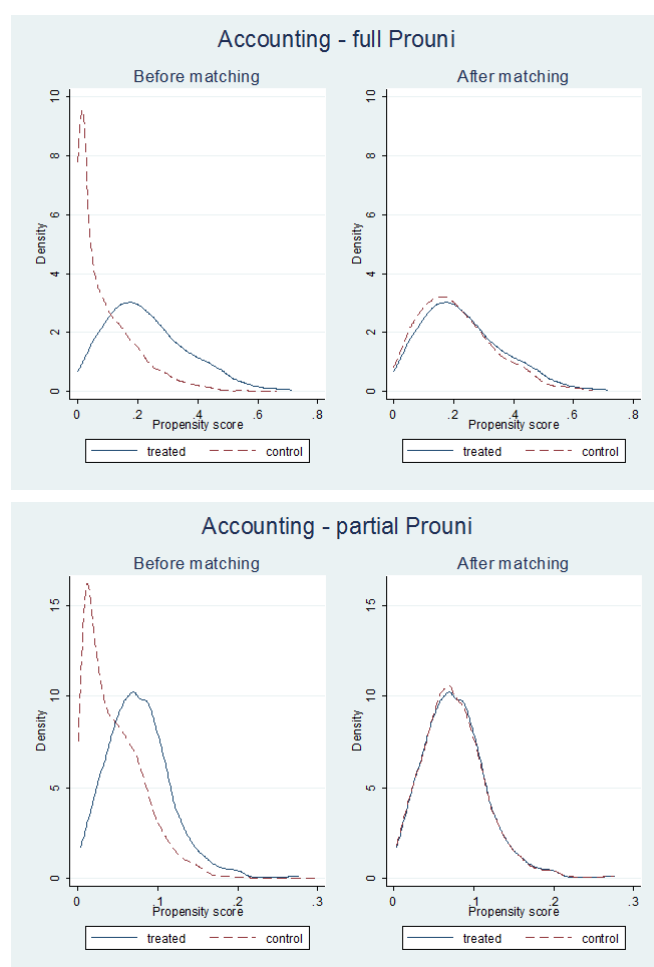 Accounting - full Prouni
Before matching
After matching
Density
0 2 4 6 8 10
0 .2 .4 .6 .8
Propensity score
treated control
Density
0 2 4 6 8 10
0 .2 .4 .6 .8
Propensity score
treated control
Accounting - partial Prouni
Before matching
After matching
Density
0 5 10 15
0 .1 .2 .3
Propensity score
treated control
Density
0 5 10 15
0 .1 .2 .3
Propensity score
treated control